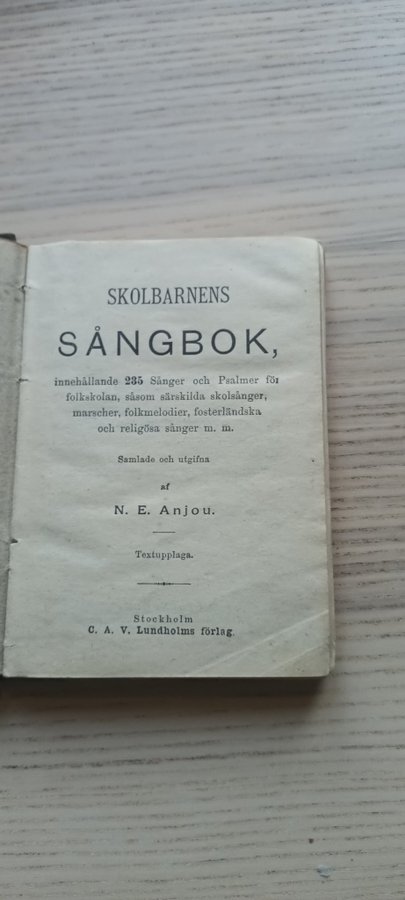 SKOLBARNENS
SÅNGBOK,
innehållande 235 Sånger och Psalmer för
folkskolan, såsom särskilda skolsånger,
marscher, folkmelodier, fosterländska
och religösa sånger m. m.
Samlade och utgifna
af
N. E. Anjou.
Textupplaga.
Stockholm
C. A. V. Lundholms förlag.